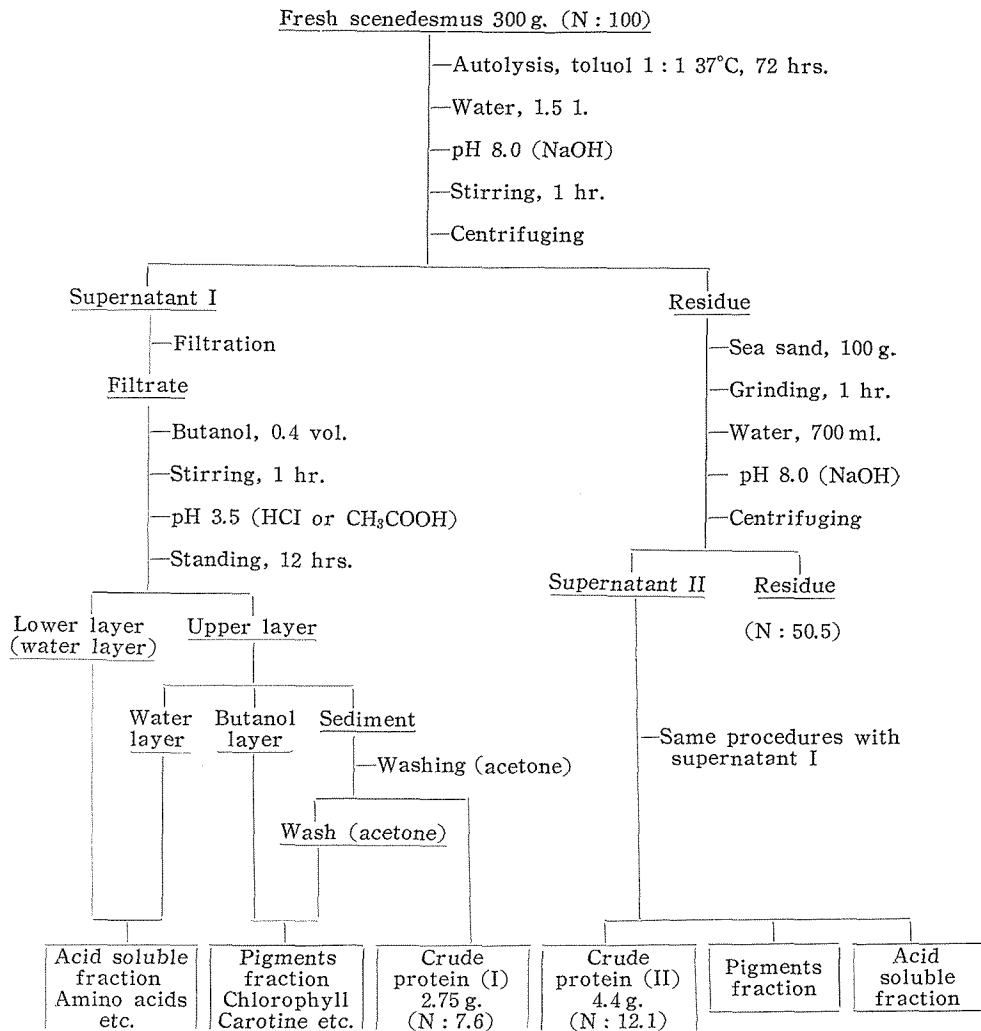 Fresh scenedesmus 300 g. (N : 100)
Autolysis, toluol 1 : 1 37°C, 72 hrs.
Water, 1.5 l.
pH 8.0 (NaOH)
Stirring, 1 hr.
Centrifuging
Supernatant I
Filtration
Filtrate
Butanol, 0.4 vol.
Stirring, 1 hr.
pH 3.5 (HCl or CH₃COOH)
Standing, 12 hrs.
Lower layer
(water layer)
Upper layer
Water
layer
Butanol
layer
Sediment
Washing (acetone)
Wash (acetone)
Residue
Sea sand, 100 g.
Grinding, 1 hr.
Water, 700 ml.
pH 8.0 (NaOH)
Centrifuging
Supernatant II
Residue
(N : 50.5)
Same procedures with
supernatant I
Acid soluble
fraction
Amino acids
etc.
Pigments
fraction
Chlorophyll
Carotine etc.
Crude
protein (I)
2.75 g.
(N : 7.6)
Crude
protein (II)
4.4 g.
(N : 12.1)
Pigments
fraction
Acid
soluble
fraction